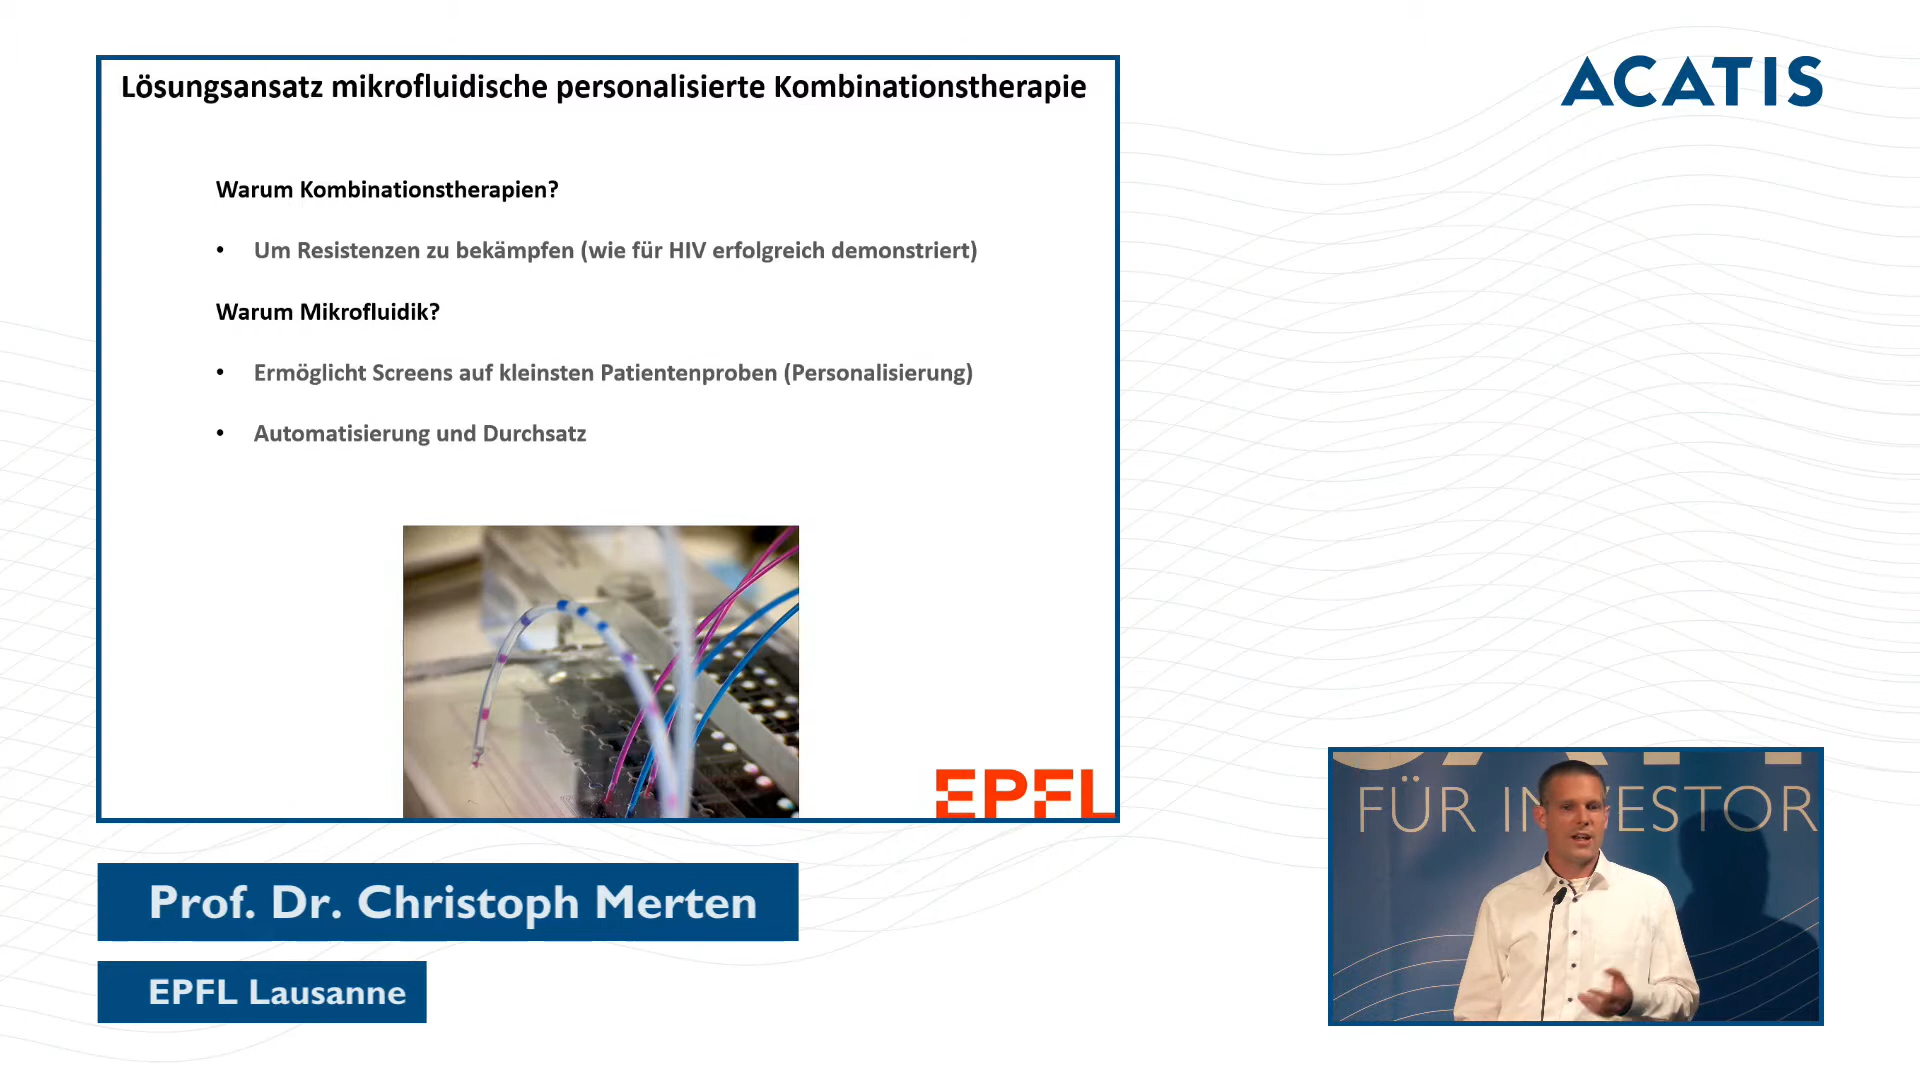 Lösungsansatz mikrofluidische personalisierte Kombinationstherapie
ACATIS
Warum Kombinationstherapien?
• Um Resistenzen zu bekämpfen (wie für HIV erfolgreich demonstriert)
Warum Mikrofluidik?
• Ermöglicht Screens auf kleinsten Patientenproben (Personalisierung)
• Automatisierung und Durchsatz
EPFL
FÜR IN ESTOR
Prof. Dr. Christoph Merten
EPFL Lausanne